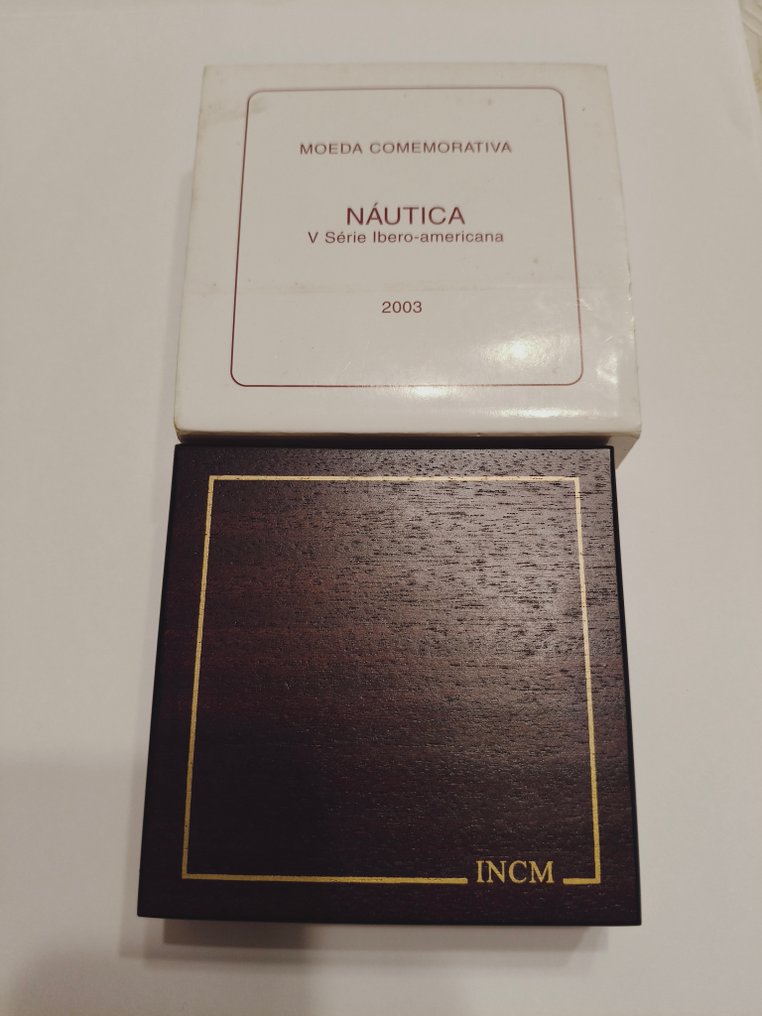 MOEDA COMEMORATIVA
NÁUTICA
V Série Ibero-americana
2003
INCM